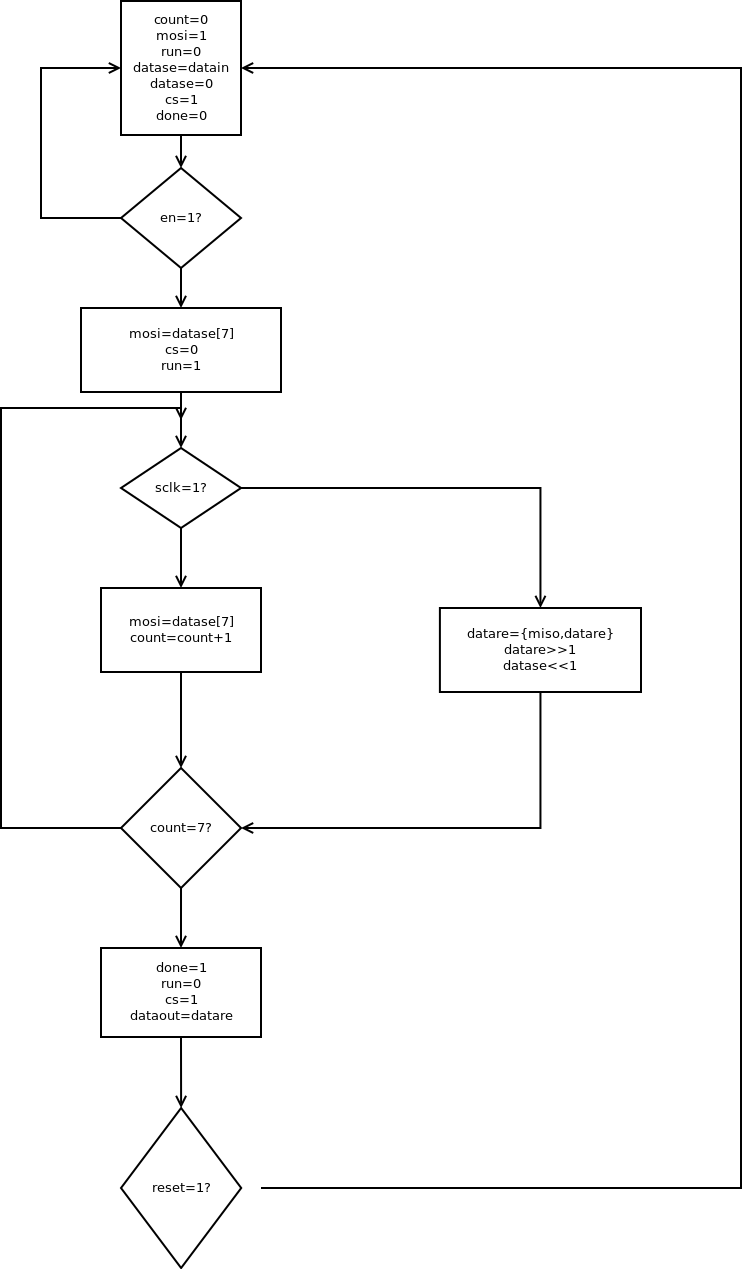 count=0
mosi=1
run=0
datase=datain
datase=0
cs=1
done=0
en=1?
mosi=datase[7]
cs=0
run=1
sclk=1?
mosi=datase[7]
count=count+1
datare={miso,datare}
datare>>1
datase<<1
count=7?
done=1
run=0
cs=1
dataout=datare
reset=1?